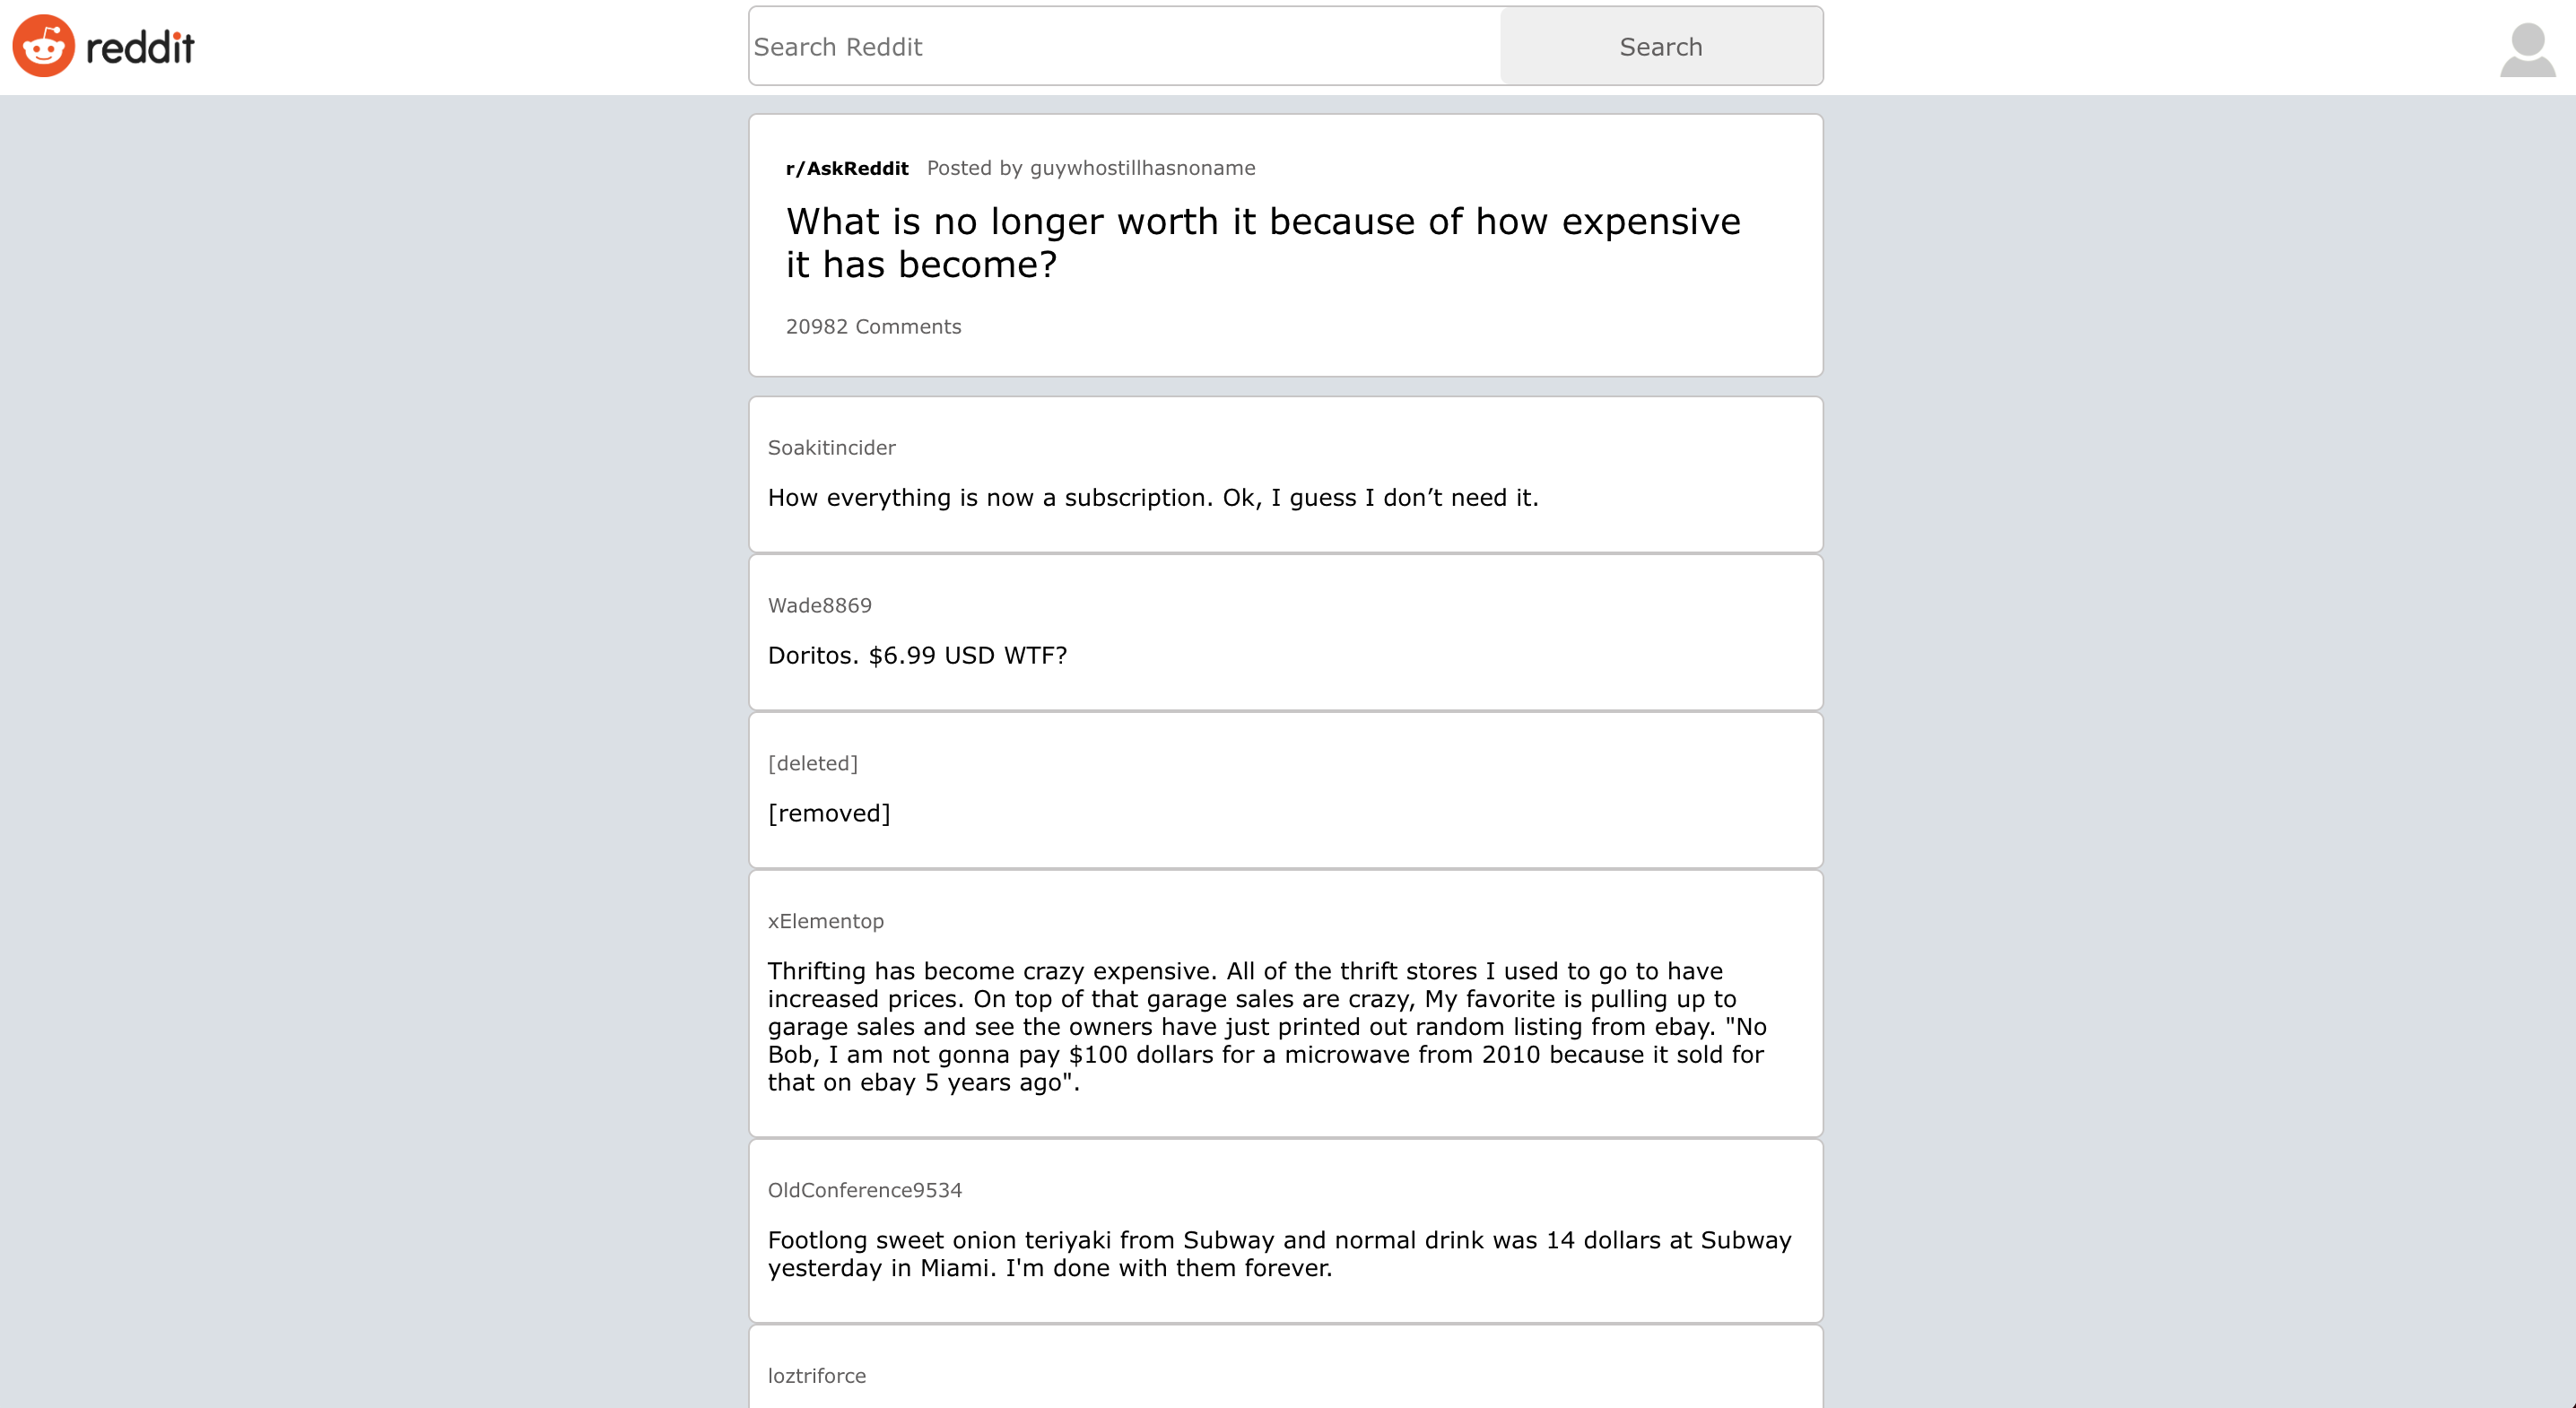 reddit
Search Reddit
Search
r/AskReddit Posted by guywhostillhasnoname
What is no longer worth it because of how expensive
it has become?
20982 Comments
Soakitincider
How everything is now a subscription. Ok, I guess I don’t need it.
Wade8869
Doritos. $6.99 USD WTF?
[deleted]
[removed]
xElementop
Thrifting has become crazy expensive. All of the thrift stores I used to go to have
increased prices. On top of that garage sales are crazy, My favorite is pulling up to
garage sales and see the owners have just printed out random listing from ebay. "No
Bob, I am not gonna pay $100 dollars for a microwave from 2010 because it sold for
that on ebay 5 years ago".
OldConference9534
Footlong sweet onion teriyaki from Subway and normal drink was 14 dollars at Subway
yesterday in Miami. I'm done with them forever.
loztriforce